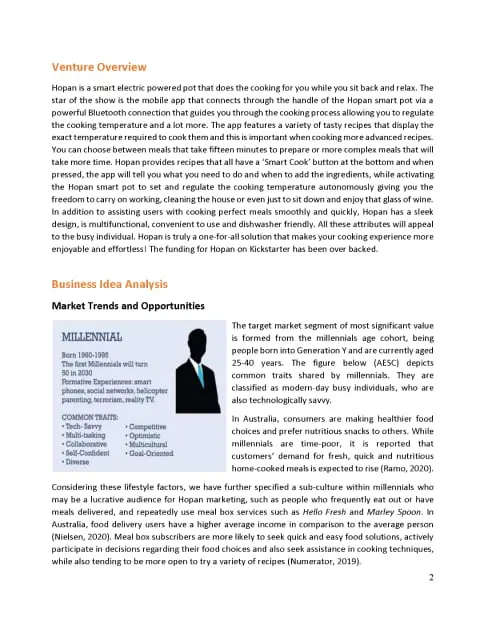 Venture Overview
Hopan is a smart electric powered pot that does the cooking for you while you sit back and relax. The
star of the show is the mobile app that connects through the handle of the Hopan smart pot via a
powerful Bluetooth connection that guides you through the cooking process allowing you to regulate
the cooking temperature and a lot more. The app features a variety of tasty recipes that display the
exact temperature required to cook them and this is important when cooking more advanced recipes.
You can choose between meals that take fifteen minutes to prepare or more complex meals that will
take more time. Hopan provides recipes that all have a ‘Smart Cook’ button at the bottom and when
pressed, the app will tell you what you need to do and when to add the ingredients, while activating
the Hopan smart pot to set and regulate the cooking temperature autonomously giving you the
freedom to carry on working, cleaning the house or even just to sit down and enjoy that glass of wine.
In addition to assisting users with cooking perfect meals smoothly and quickly, Hopan has a sleek
design, is multifunctional, convenient to use and dishwasher friendly. All these attributes will appeal
to the busy individual. Hopan is truly a one-for-all solution that makes your cooking experience more
enjoyable and effortless! The funding for Hopan on Kickstarter has been over backed.
Business Idea Analysis
Market Trends and Opportunities
MILLENNIAL
Born 1980-1995
The first Millennials will turn
50 in 2030
Formative Experiences: smart
phones, social networks, helicopter
parenting, terrorism, reality TV.
COMMON TRAITS:
• Tech- Savvy
• Multi-tasking
• Collaborative
• Self-Confident
• Diverse
• Competitive
• Optimistic
• Multicultural
• Goal-Oriented
The target market segment of most significant value
is formed from the millennials age cohort, being
people born into Generation Y and are currently aged
25-40 years. The figure below (AESC) depicts
common traits shared by millennials. They are
classified as modern-day busy individuals, who are
also technologically savvy.
In Australia, consumers are making healthier food
choices and prefer nutritious snacks to others. While
millennials are time-poor, it is reported that
customers’ demand for fresh, quick and nutritious
home-cooked meals is expected to rise (Ramo, 2020).
Considering these lifestyle factors, we have further specified a sub-culture within millennials who
may be a lucrative audience for Hopan marketing, such as people who frequently eat out or have
meals delivered, and repeatedly use meal box services such as Hello Fresh and Marley Spoon. In
Australia, food delivery users have a higher average income in comparison to the average person
(Nielsen, 2020). Meal box subscribers are more likely to seek quick and easy food solutions, actively
participate in decisions regarding their food choices and also seek assistance in cooking techniques,
while also tending to be more open to try a variety of recipes (Numerator, 2019).
2